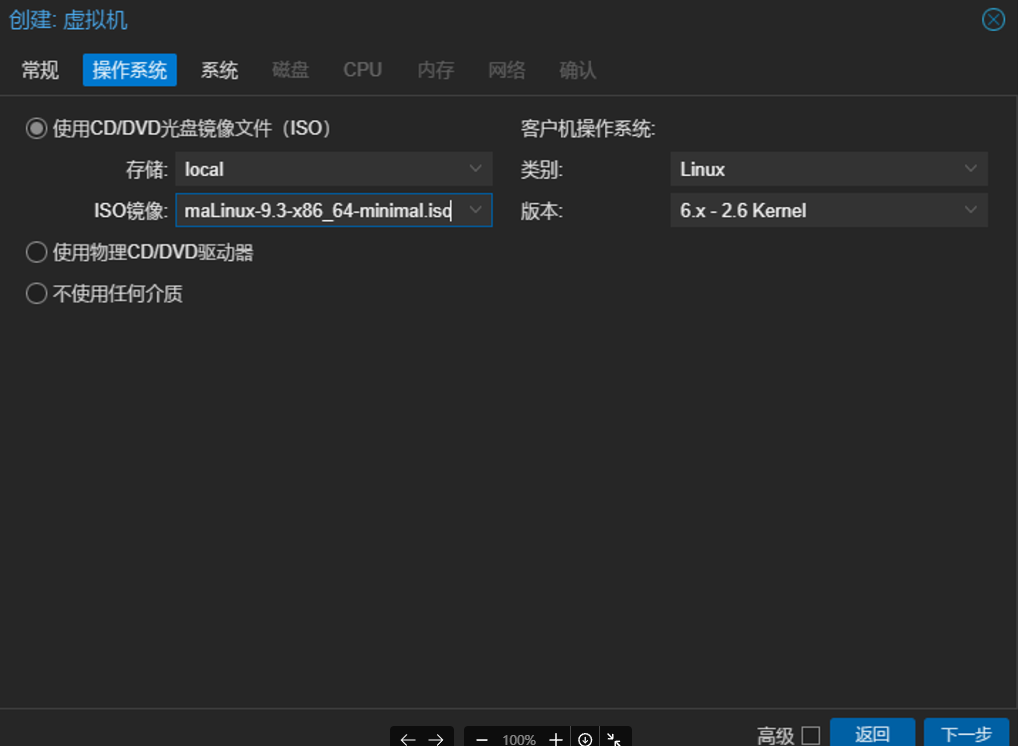 创建: 虚拟机
常规 操作系统 系统 磁盘 CPU 内存 网络 确认
使用CD/DVD光盘镜像文件（ISO）
存储: local
ISO镜像: maLinux-9.3-x86_64-minimal.iso
使用物理CD/DVD驱动器
不使用任何介质
客户机操作系统:
类别: Linux
版本: 6.x - 2.6 Kernel
高级 返回 下一步
100%